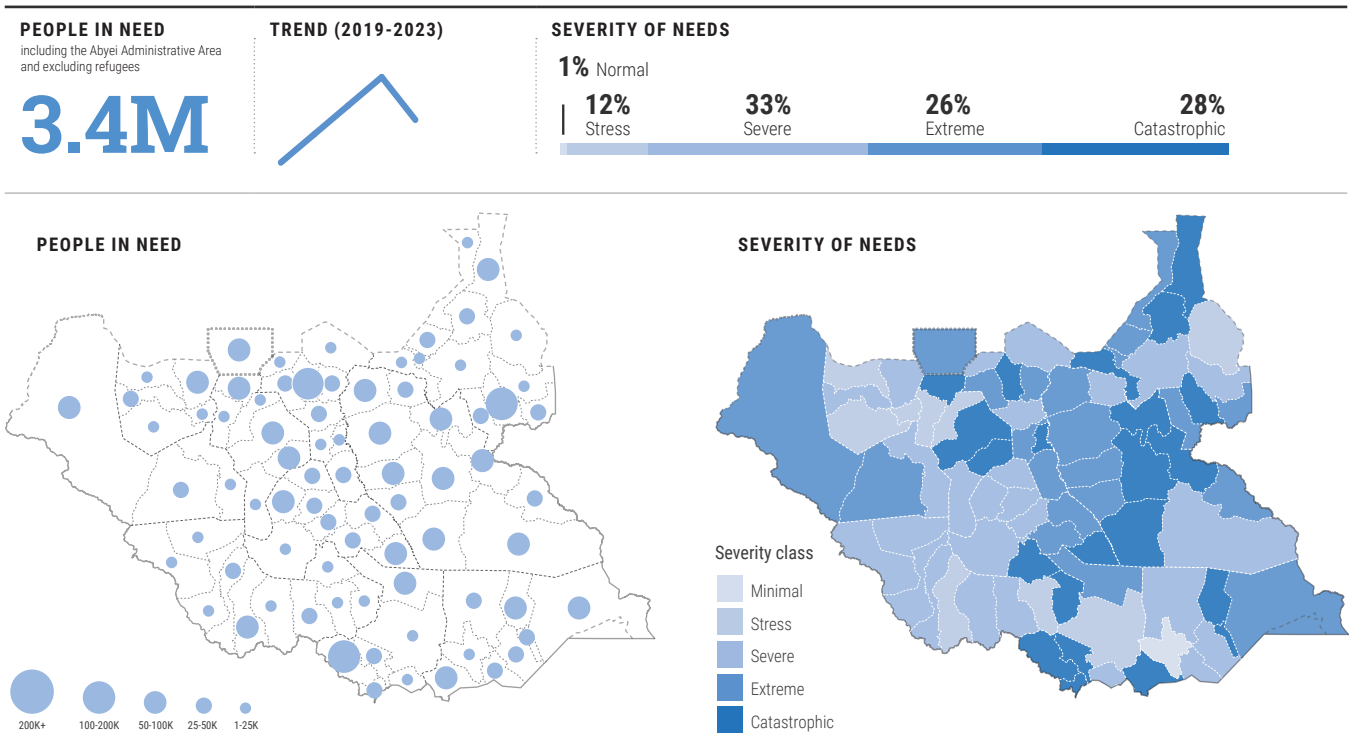 PEOPLE IN NEED
including the Abyei Administrative Area
and excluding refugees
3.4M
TREND (2019-2023)
SEVERITY OF NEEDS
1% Normal
12%
Stress
33%
Severe
26%
Extreme
28%
Catastrophic
PEOPLE IN NEED
200K+
100-200K
50-100K
25-50K
1-25K
SEVERITY OF NEEDS
Severity class
Minimal
Stress
Severe
Extreme
Catastrophic